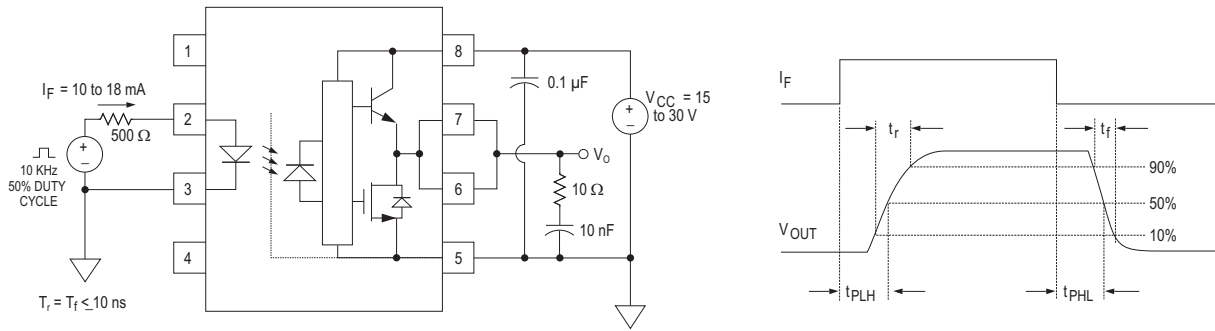 1
8
I_F = 10 to 18 mA
0.1 µF
V_CC = 15
to 30 V
+
–
2
500 Ω
7
+
–
V_O
10 KHz
50% DUTY
CYCLE
3
6
10 Ω
10 nF
4
5
T_r = T_f ≤ 10 ns
I_F
t_r
t_f
90%
50%
10%
V_OUT
t_PLH
t_PHL